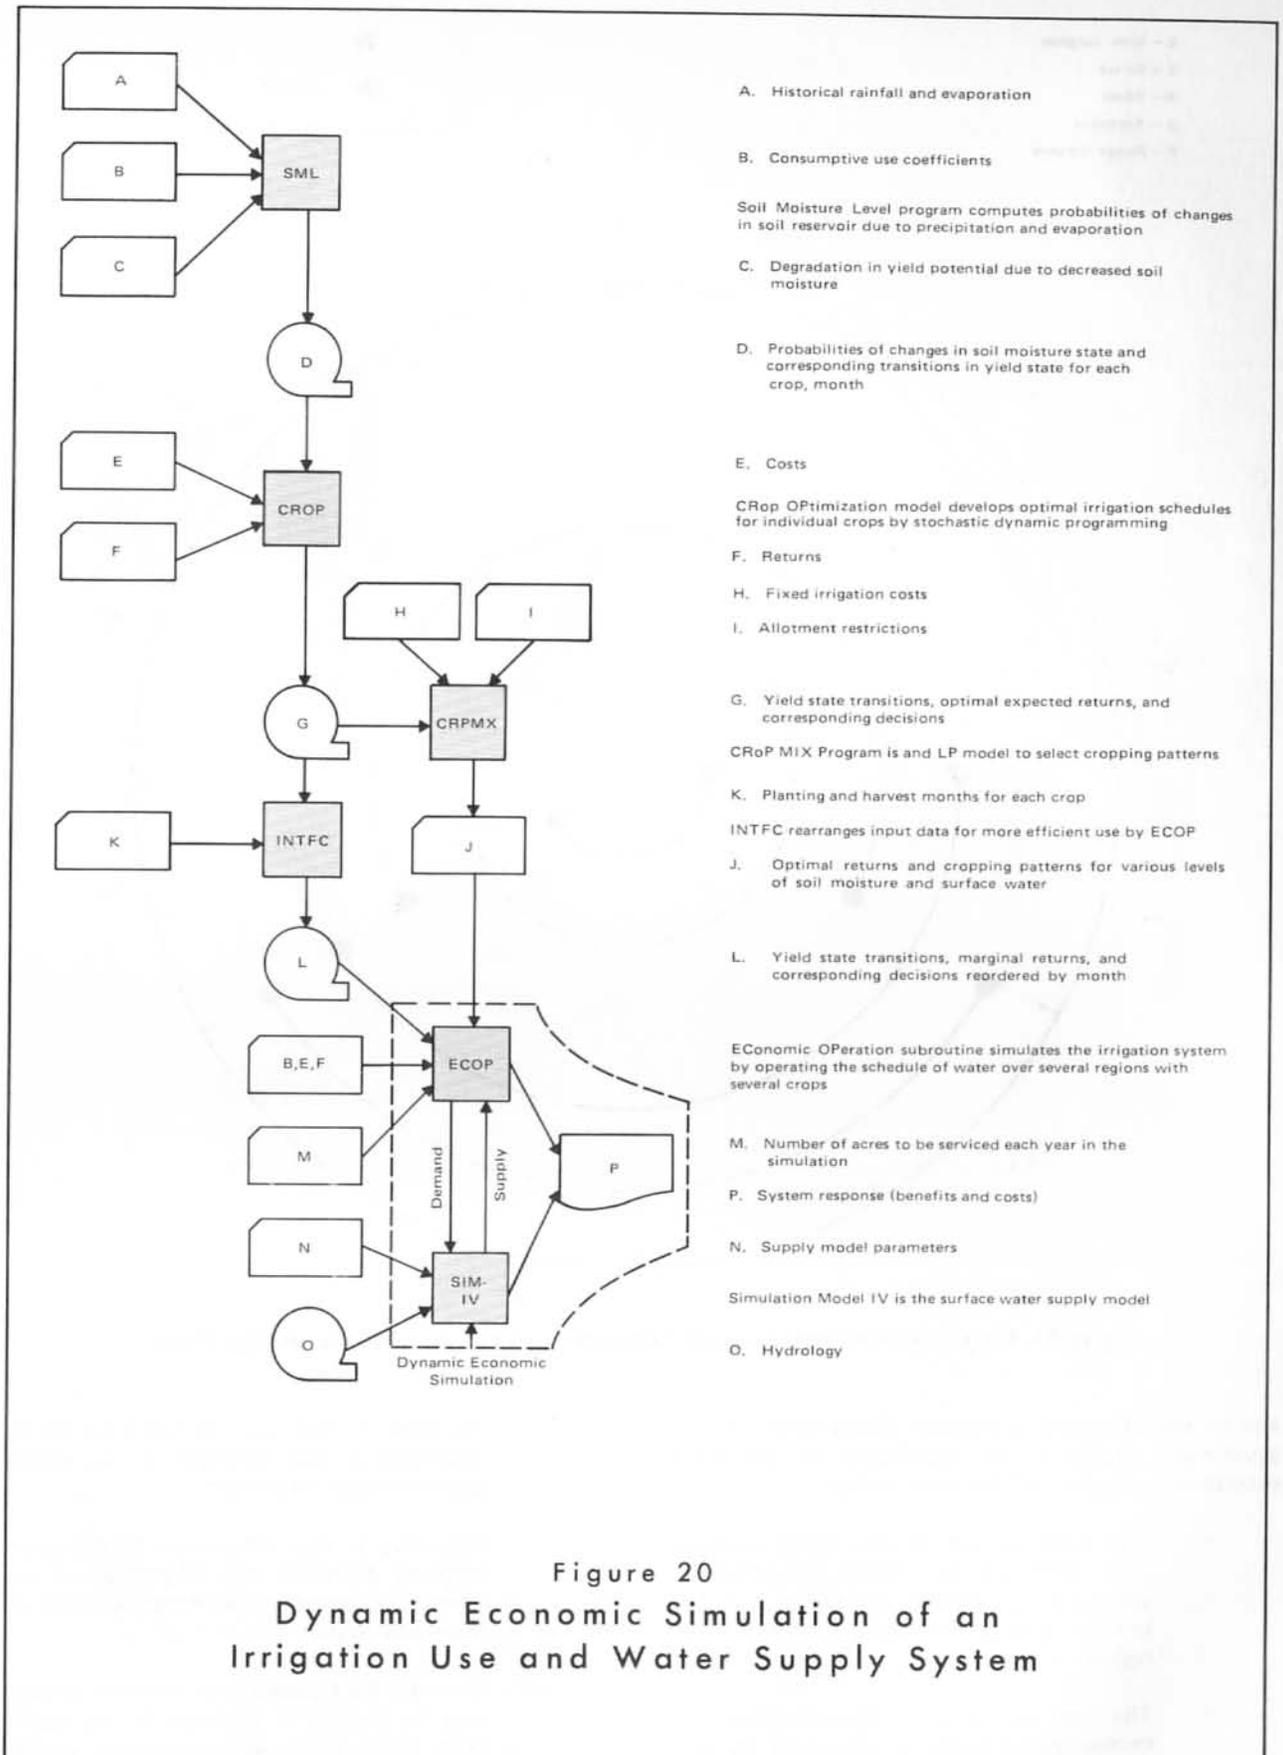 A
A. Historical rainfall and evaporation
B
SML
B. Consumptive use coefficients
Soil Moisture Level program computes probabilities of changes
in soil reservoir due to precipitation and evaporation
C
C. Degradation in yield potential due to decreased soil
moisture
D
D. Probabilities of changes in soil moisture state and
corresponding transitions in yield state for each
crop, month
E
E. Costs
CROP
CRop OPtimization model develops optimal irrigation schedules
for individual crops by stochastic dynamic programming
F
F. Returns
H
I
H. Fixed irrigation costs
I. Allotment restrictions
G
CRPMX
G. Yield state transitions, optimal expected returns, and
corresponding decisions
CRoP MIX Program is and LP model to select cropping patterns
K. Planting and harvest months for each crop
K
INTFC
J
INTFC rearranges input data for more efficient use by ECOP
J. Optimal returns and cropping patterns for various levels
of soil moisture and surface water
L
L. Yield state transitions, marginal returns, and
corresponding decisions reordered by month
B,E,F
ECOP
EConomic OPeration subroutine simulates the irrigation system
by operating the schedule of water over several regions with
several crops
M
Demand
Supply
P
M. Number of acres to be serviced each year in the
simulation
P. System response (benefits and costs)
N
N. Supply model parameters
SIM-
IV
Simulation Model IV is the surface water supply model
O
O. Hydrology
Dynamic Economic
Simulation
Figure 20
Dynamic Economic Simulation of an
Irrigation Use and Water Supply System